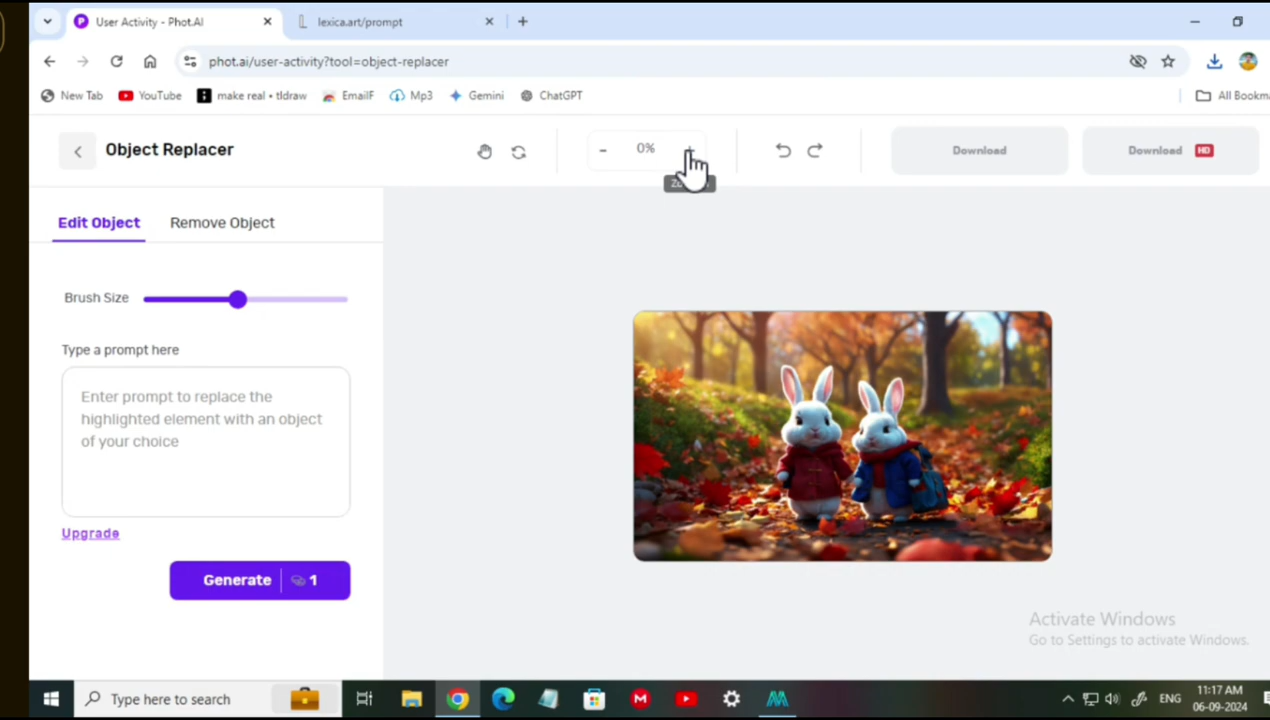 User Activity - Phot.AI
lexica.art/prompt
phot.ai/user-activity?tool=object-replacer
New Tab
YouTube
make real • tldraw
EmailF
Mp3
Gemini
ChatGPT
All Bookm
Object Replacer
0%
Download
Download HD
Edit Object
Remove Object
Brush Size
Type a prompt here
Enter prompt to replace the
highlighted element with an object
of your choice
Upgrade
Generate 1
Activate Windows
Go to Settings to activate Windows.
Type here to search
ENG
11:17 AM
06-09-2024